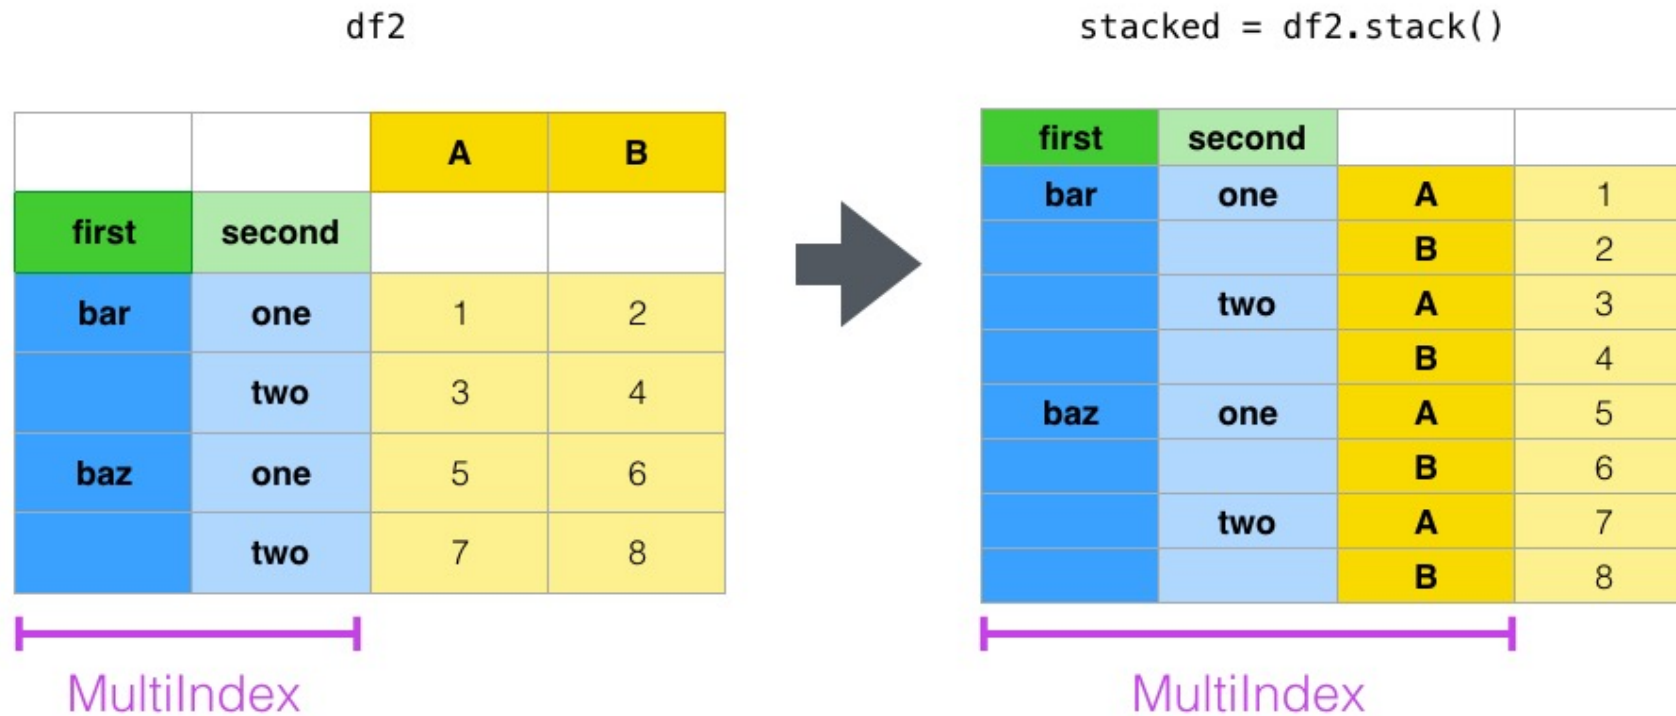 df2
stacked = df2.stack()
A B
first second
bar one 1 2
two 3 4
baz one 5 6
two 7 8
MultiIndex
first second
bar one A 1
B 2
two A 3
B 4
baz one A 5
B 6
two A 7
B 8
MultiIndex